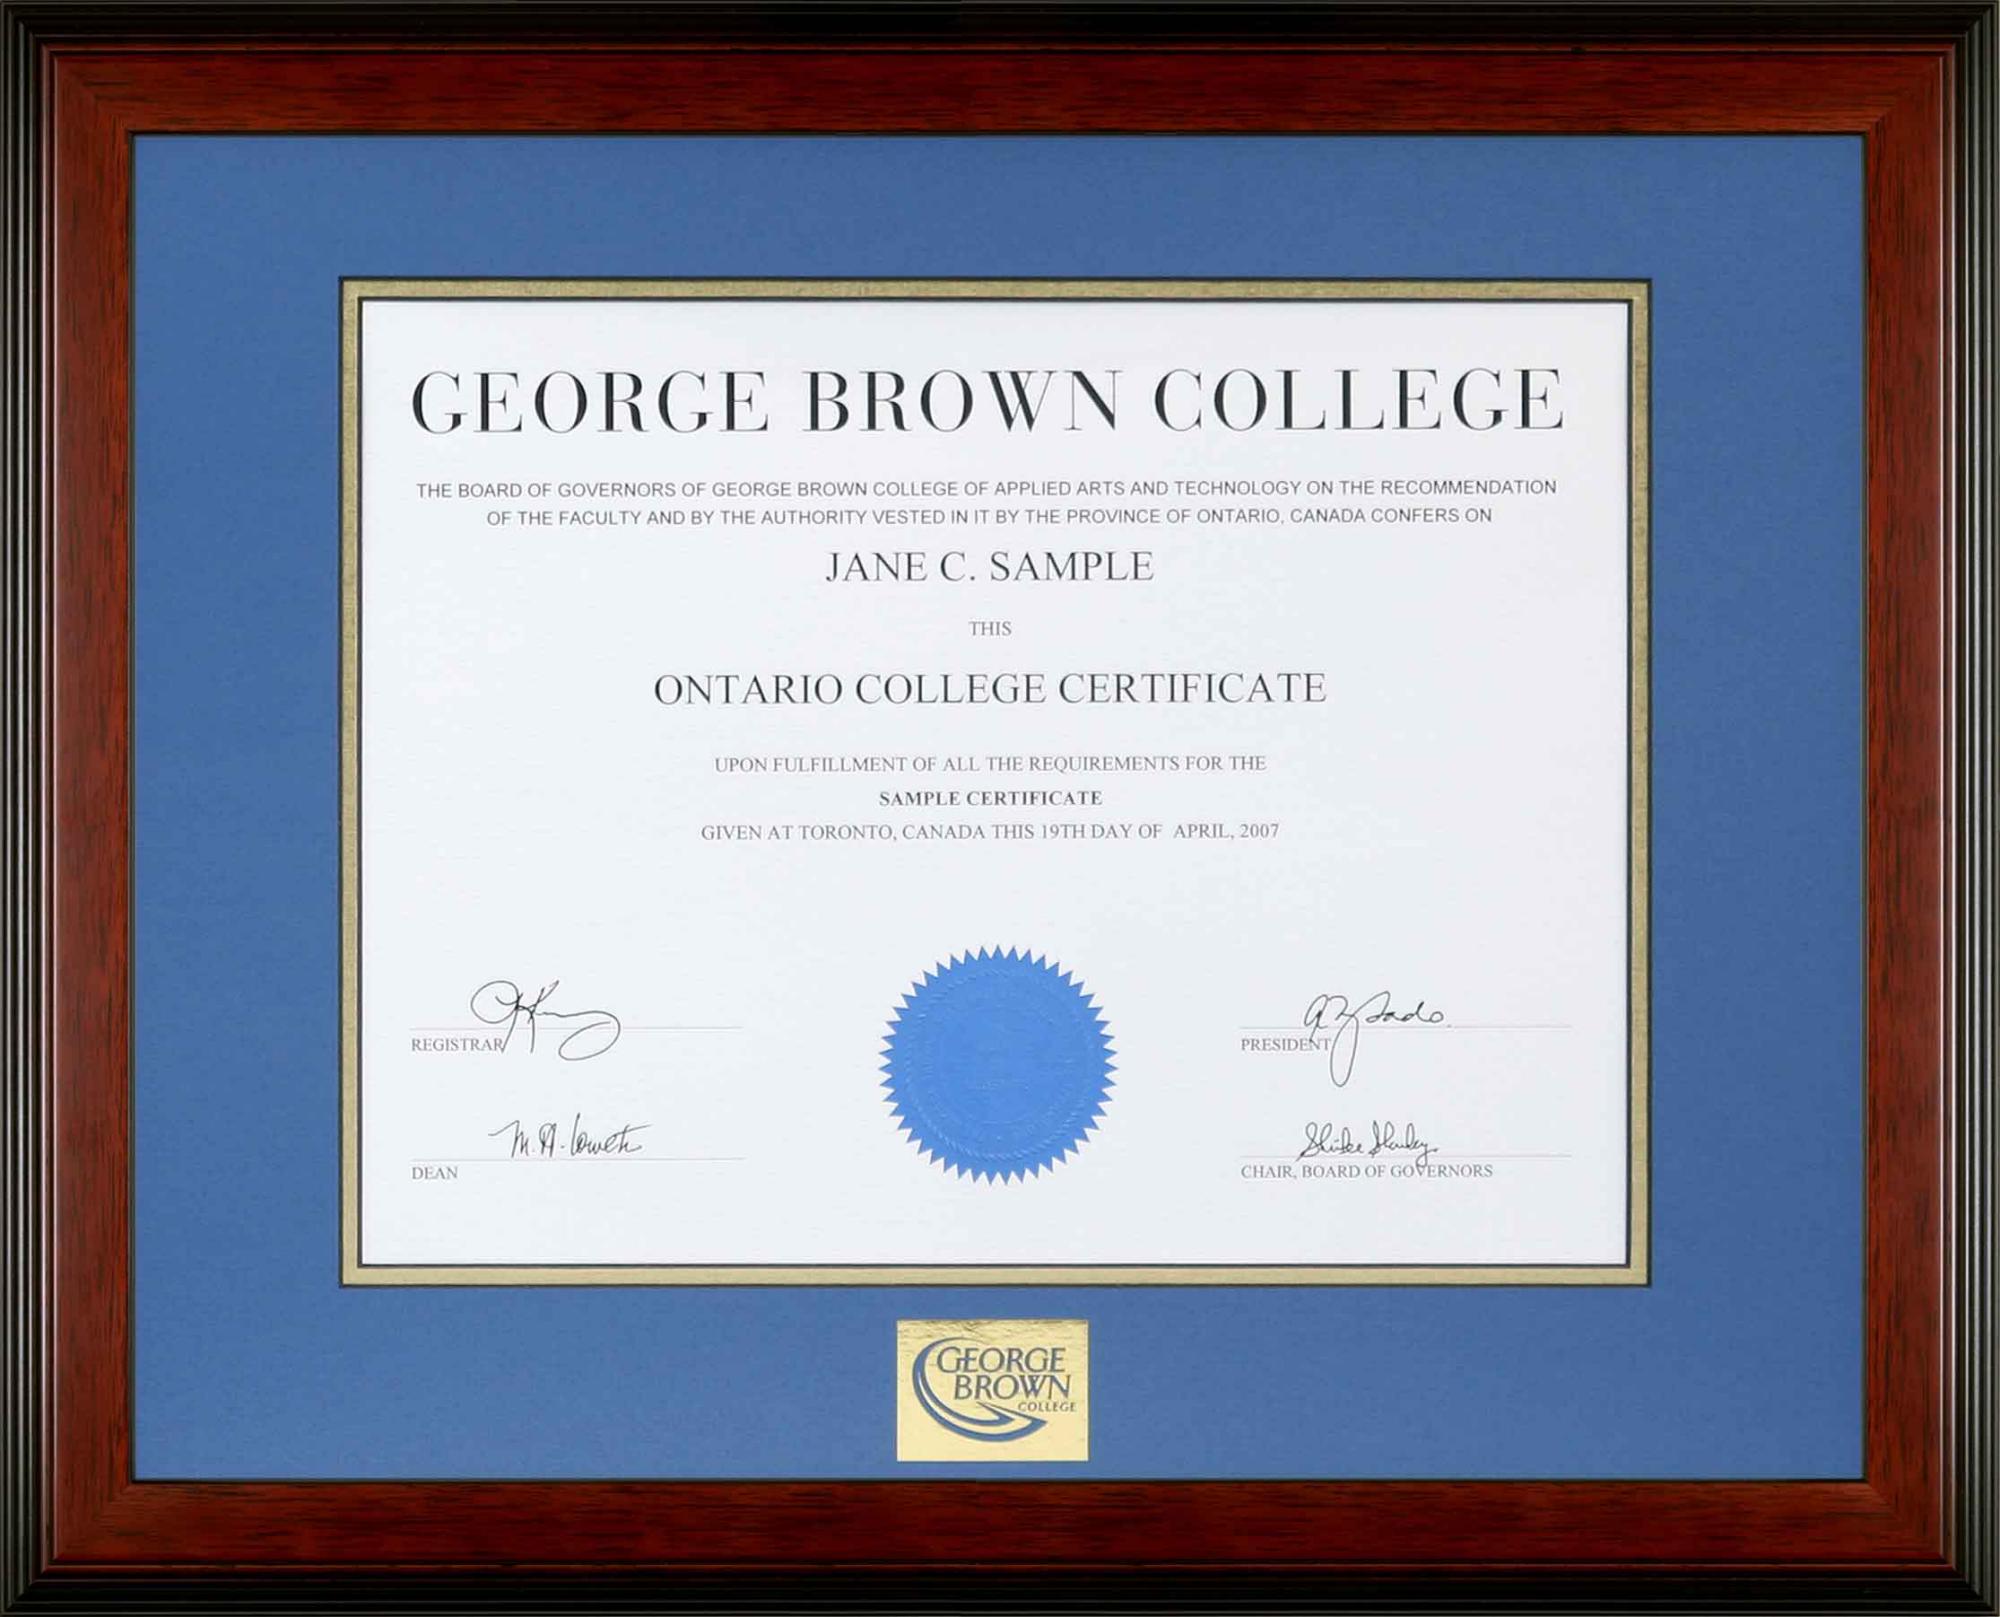 GEORGE BROWN COLLEGE
THE BOARD OF GOVERNORS OF GEORGE BROWN COLLEGE OF APPLIED ARTS AND TECHNOLOGY ON THE RECOMMENDATION
OF THE FACULTY AND BY THE AUTHORITY VESTED IN IT BY THE PROVINCE OF ONTARIO, CANADA CONFERS ON
JANE C. SAMPLE
THIS
ONTARIO COLLEGE CERTIFICATE
UPON FULFILLMENT OF ALL THE REQUIREMENTS FOR THE
SAMPLE CERTIFICATE
GIVEN AT TORONTO, CANADA THIS 19TH DAY OF APRIL, 2007
REGISTRAR
PRESIDENT
DEAN
CHAIR, BOARD OF GOVERNORS
GEORGE
BROWN
COLLEGE